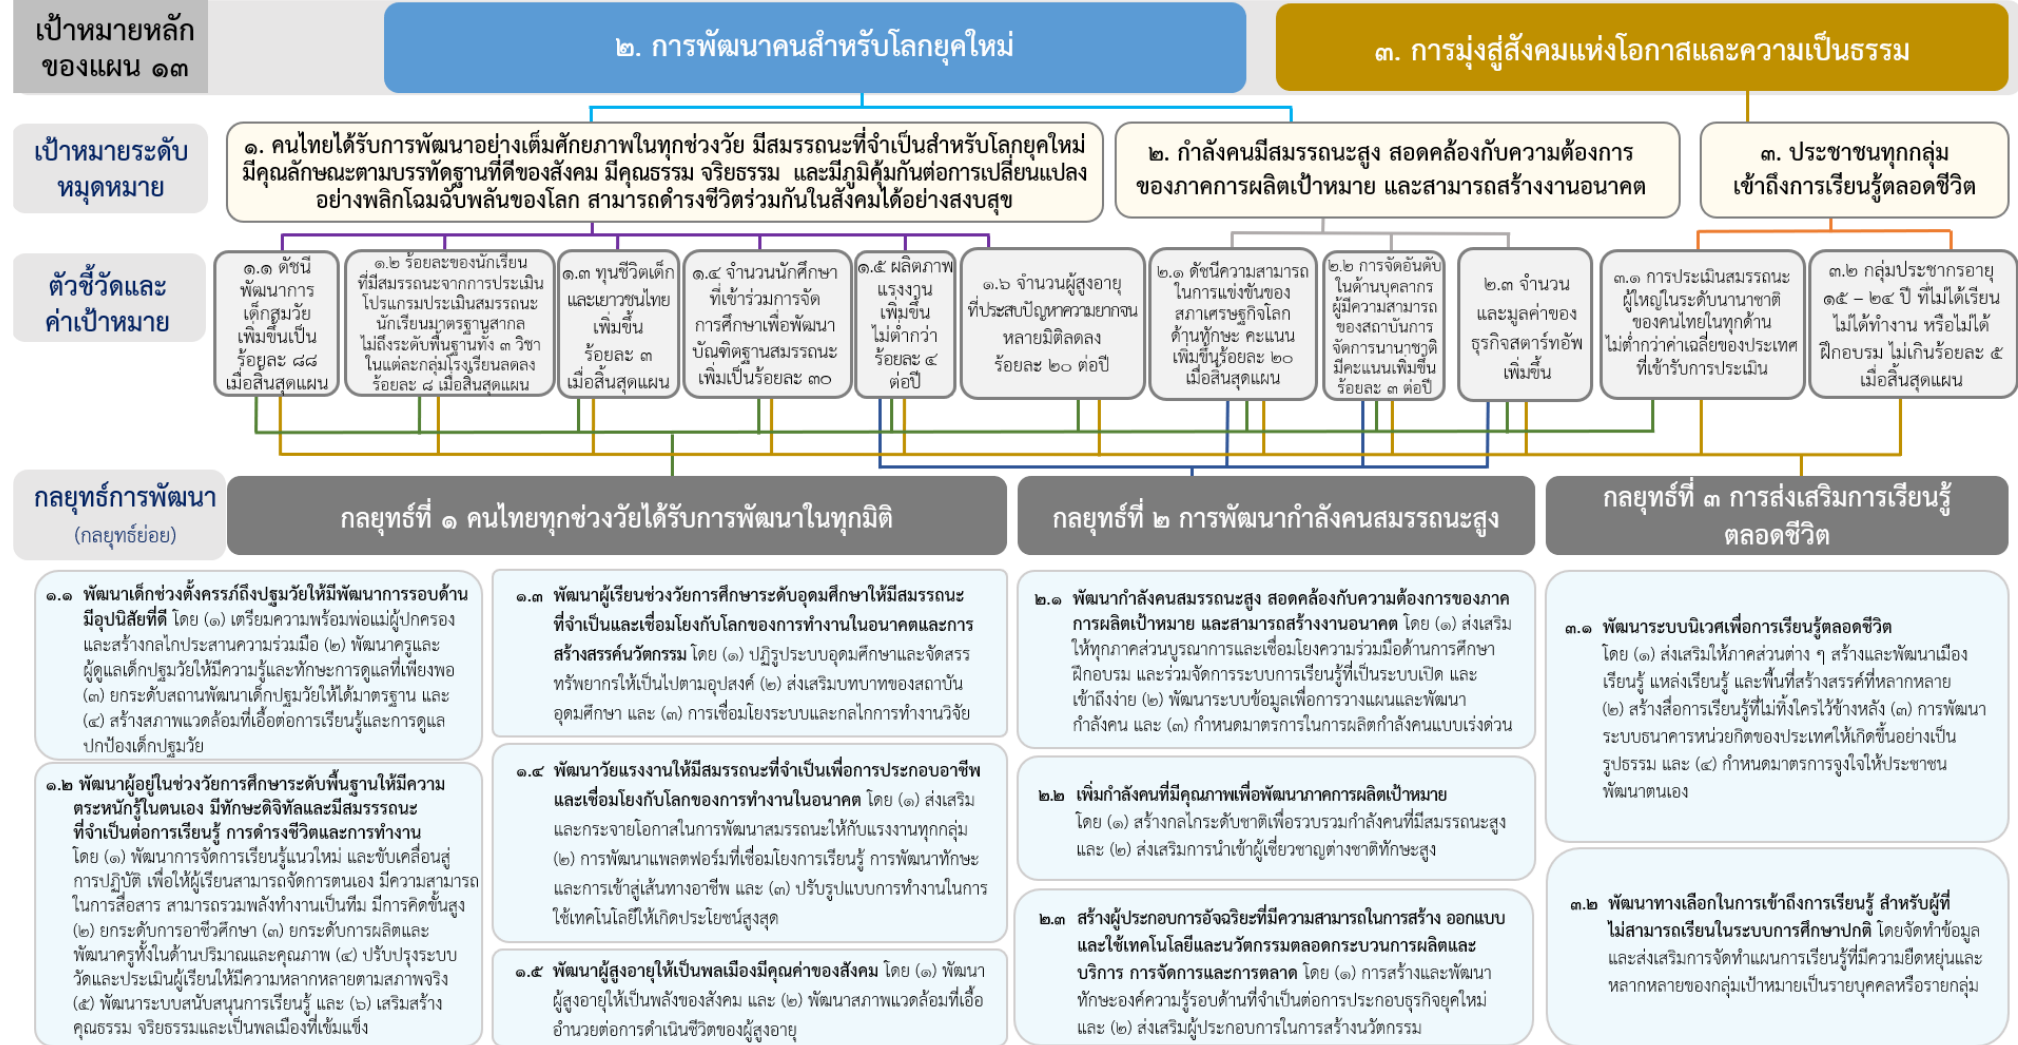 เป้าหมายหลัก
ของแผน ๑๓
๒. การพัฒนาคนสำหรับโลกยุคใหม่
๓. การมุ่งสู่สังคมแห่งโอกาสและความเป็นธรรม
เป้าหมายระดับ
หมุดหมาย
๑. คนไทยได้รับการพัฒนาอย่างเต็มศักยภาพในทุกช่วงวัย มีสมรรถนะที่จำเป็นสำหรับโลกยุคใหม่
มีคุณลักษณะตามบรรทัดฐานที่ดีของสังคม มีคุณธรรม จริยธรรม และมีภูมิคุ้มกันต่อการเปลี่ยนแปลง
อย่างพลิกโฉมฉับพลันของโลก สามารถดำรงชีวิตร่วมกันในสังคมได้อย่างสงบสุข
๒. กำลังคนมีสมรรถนะสูง สอดคล้องกับความต้องการ
ของภาคการผลิตเป้าหมาย และสามารถสร้างงานอนาคต
๓. ประชาชนทุกกลุ่ม
เข้าถึงการเรียนรู้ตลอดชีวิต
ตัวชี้วัดและ
ค่าเป้าหมาย
๑.๑ ดัชนี
พัฒนาการ
เด็กสมวัย
เพิ่มขึ้นเป็น
ร้อยละ ๘๘
เมื่อสิ้นสุดแผน
๑.๒ ร้อยละของนักเรียน
ที่มีสมรรถนะจากการประเมิน
โปรแกรมประเมินสมรรถนะ
นักเรียนมาตรฐานสากล
ไม่ถึงระดับพื้นฐานทั้ง ๓ วิชา
ในแต่ละกลุ่มโรงเรียนลดลง
ร้อยละ ๘ เมื่อสิ้นสุดแผน
๑.๓ ทุนชีวิตเด็ก
และเยาวชนไทย
เพิ่มขึ้น
ร้อยละ ๓
เมื่อสิ้นสุดแผน
๑.๔ จำนวนนักศึกษา
ที่เข้าร่วมการจัด
การศึกษาเพื่อพัฒนา
บัณฑิตฐานสมรรถนะ
เพิ่มเป็นร้อยละ ๓๐
๑.๕ ผลิตภาพ
แรงงาน
เพิ่มขึ้น
ไม่ต่ำกว่า
ร้อยละ ๔
ต่อปี
๑.๖ จำนวนผู้สูงอายุ
ที่ประสบปัญหาความยากจน
หลายมิติลดลง
ร้อยละ ๒๐ ต่อปี
๒.๑ ดัชนีความสามารถ
ในการแข่งขันของ
สภาเศรษฐกิจโลก
ด้านทักษะ คะแนน
เพิ่มขึ้นร้อยละ ๒๐
เมื่อสิ้นสุดแผน
๒.๒ การจัดอันดับ
ในด้านบุคลากร
ผู้มีความสามารถ
ของสถาบันการ
จัดการนานาชาติ
มีคะแนนเพิ่มขึ้น
ร้อยละ ๓ ต่อปี
๒.๓ จำนวน
และมูลค่าของ
ธุรกิจสตาร์ทอัพ
เพิ่มขึ้น
๓.๑ การประเมินสมรรถนะ
ผู้ใหญ่ในระดับนานาชาติ
ของคนไทยในทุกด้าน
ไม่ต่ำกว่าค่าเฉลี่ยของประเทศ
ที่เข้ารับการประเมิน
๓.๒ กลุ่มประชากรอายุ
๑๕ – ๒๔ ปี ที่ไม่ได้เรียน
ไม่ได้ทำงาน หรือไม่ได้
ฝึกอบรม ไม่เกินร้อยละ ๕
เมื่อสิ้นสุดแผน
กลยุทธ์การพัฒนา
(กลยุทธ์ย่อย)
กลยุทธ์ที่ ๑ คนไทยทุกช่วงวัยได้รับการพัฒนาในทุกมิติ
กลยุทธ์ที่ ๒ การพัฒนากำลังคนสมรรถนะสูง
กลยุทธ์ที่ ๓ การส่งเสริมการเรียนรู้
ตลอดชีวิต
๑.๑ พัฒนาเด็กช่วงตั้งครรภ์ถึงปฐมวัยให้มีพัฒนาการรอบด้าน
มีอุปนิสัยที่ดี โดย (๑) เตรียมความพร้อมพ่อแม่ผู้ปกครอง
และสร้างกลไกประสานความร่วมมือ (๒) พัฒนาครูและ
ผู้ดูแลเด็กปฐมวัยให้มีความรู้และทักษะการดูแลที่เพียงพอ
(๓) ยกระดับสถานพัฒนาเด็กปฐมวัยให้ได้มาตรฐาน และ
(๔) สร้างสภาพแวดล้อมที่เอื้อต่อการเรียนรู้และการดูแล
ปกป้องเด็กปฐมวัย
๑.๒ พัฒนาผู้อยู่ในช่วงวัยการศึกษาระดับพื้นฐานให้มีความ
ตระหนักรู้ในตนเอง มีทักษะดิจิทัลและมีสมรรรถนะ
ที่จำเป็นต่อการเรียนรู้ การดำรงชีวิตและการทำงาน
โดย (๑) พัฒนาการจัดการเรียนรู้แนวใหม่ และขับเคลื่อนสู่
การปฏิบัติ เพื่อให้ผู้เรียนสามารถจัดการตนเอง มีความสามารถ
ในการสื่อสาร สามารถรวมพลังทำงานเป็นทีม มีการคิดขั้นสูง
(๒) ยกระดับการอาชีวศึกษา (๓) ยกระดับการผลิตและ
พัฒนาครูทั้งในด้านปริมาณและคุณภาพ (๔) ปรับปรุงระบบ
วัดและประเมินผู้เรียนให้มีความหลากหลายตามสภาพจริง
(๕) พัฒนาระบบสนับสนุนการเรียนรู้ และ (๖) เสริมสร้าง
คุณธรรม จริยธรรมและเป็นพลเมืองที่เข้มแข็ง
๑.๓ พัฒนาผู้เรียนช่วงวัยการศึกษาระดับอุดมศึกษาให้มีสมรรถนะ
ที่จำเป็นและเชื่อมโยงกับโลกของการทำงานในอนาคตและการ
สร้างสรรค์นวัตกรรม โดย (๑) ปฏิรูประบบอุดมศึกษาและจัดสรร
ทรัพยากรให้เป็นไปตามอุปสงค์ (๒) ส่งเสริมบทบาทของสถาบัน
อุดมศึกษา และ (๓) การเชื่อมโยงระบบและกลไกการทำงานวิจัย
๑.๔ พัฒนาวัยแรงงานให้มีสมรรถนะที่จำเป็นเพื่อการประกอบอาชีพ
และเชื่อมโยงกับโลกของการทำงานในอนาคต โดย (๑) ส่งเสริม
และกระจายโอกาสในการพัฒนาสมรรถนะให้กับแรงงานทุกกลุ่ม
(๒) การพัฒนาแพลตฟอร์มที่เชื่อมโยงการเรียนรู้ การพัฒนาทักษะ
และการเข้าสู่เส้นทางอาชีพ และ (๓) ปรับรูปแบบการทำงานในการ
ใช้เทคโนโลยีให้เกิดประโยชน์สูงสุด
๑.๕ พัฒนาผู้สูงอายุให้เป็นพลเมืองมีคุณค่าของสังคม โดย (๑) พัฒนา
ผู้สูงอายุให้เป็นพลังของสังคม และ (๒) พัฒนาสภาพแวดล้อมที่เอื้อ
อำนวยต่อการดำเนินชีวิตของผู้สูงอายุ
๒.๑ พัฒนากำลังคนสมรรถนะสูง สอดคล้องกับความต้องการของภาค
การผลิตเป้าหมาย และสามารถสร้างงานอนาคต โดย (๑) ส่งเสริม
ให้ทุกภาคส่วนบูรณาการและเชื่อมโยงความร่วมมือด้านการศึกษา
ฝึกอบรม และร่วมจัดการระบบการเรียนรู้ที่เป็นระบบเปิด และ
เข้าถึงง่าย (๒) พัฒนาระบบข้อมูลเพื่อการวางแผนและพัฒนา
กำลังคน และ (๓) กำหนดมาตรการในการผลิตกำลังคนแบบเร่งด่วน
๒.๒ เพิ่มกำลังคนที่มีคุณภาพเพื่อพัฒนาภาคการผลิตเป้าหมาย
โดย (๑) สร้างกลไกระดับชาติเพื่อรวบรวมกำลังคนที่มีสมรรถนะสูง
และ (๒) ส่งเสริมการนำเข้าผู้เชี่ยวชาญต่างชาติทักษะสูง
๒.๓ สร้างผู้ประกอบการอัจฉริยะที่มีความสามารถในการสร้าง ออกแบบ
และใช้เทคโนโลยีและนวัตกรรมตลอดกระบวนการผลิตและ
บริการ การจัดการและการตลาด โดย (๑) การสร้างและพัฒนา
ทักษะองค์ความรู้รอบด้านที่จำเป็นต่อการประกอบธุรกิจยุคใหม่
และ (๒) ส่งเสริมผู้ประกอบการในการสร้างนวัตกรรม
๓.๑ พัฒนาระบบนิเวศเพื่อการเรียนรู้ตลอดชีวิต
โดย (๑) ส่งเสริมให้ภาคส่วนต่าง ๆ สร้างและพัฒนาเมือง
เรียนรู้ แหล่งเรียนรู้ และพื้นที่สร้างสรรค์ที่หลากหลาย
(๒) สร้างสื่อการเรียนรู้ที่ไม่ทิ้งใครไว้ข้างหลัง (๓) การพัฒนา
ระบบธนาคารหน่วยกิตของประเทศให้เกิดขึ้นอย่างเป็น
รูปธรรม และ (๔) กำหนดมาตรการจูงใจให้ประชาชน
พัฒนาตนเอง
๓.๒ พัฒนาทางเลือกในการเข้าถึงการเรียนรู้ สำหรับผู้ที่
ไม่สามารถเรียนในระบบการศึกษาปกติ โดยจัดทำข้อมูล
และส่งเสริมการจัดทำแผนการเรียนรู้ที่มีความยืดหยุ่นและ
หลากหลายของกลุ่มเป้าหมายเป็นรายบุคคลหรือรายกลุ่ม